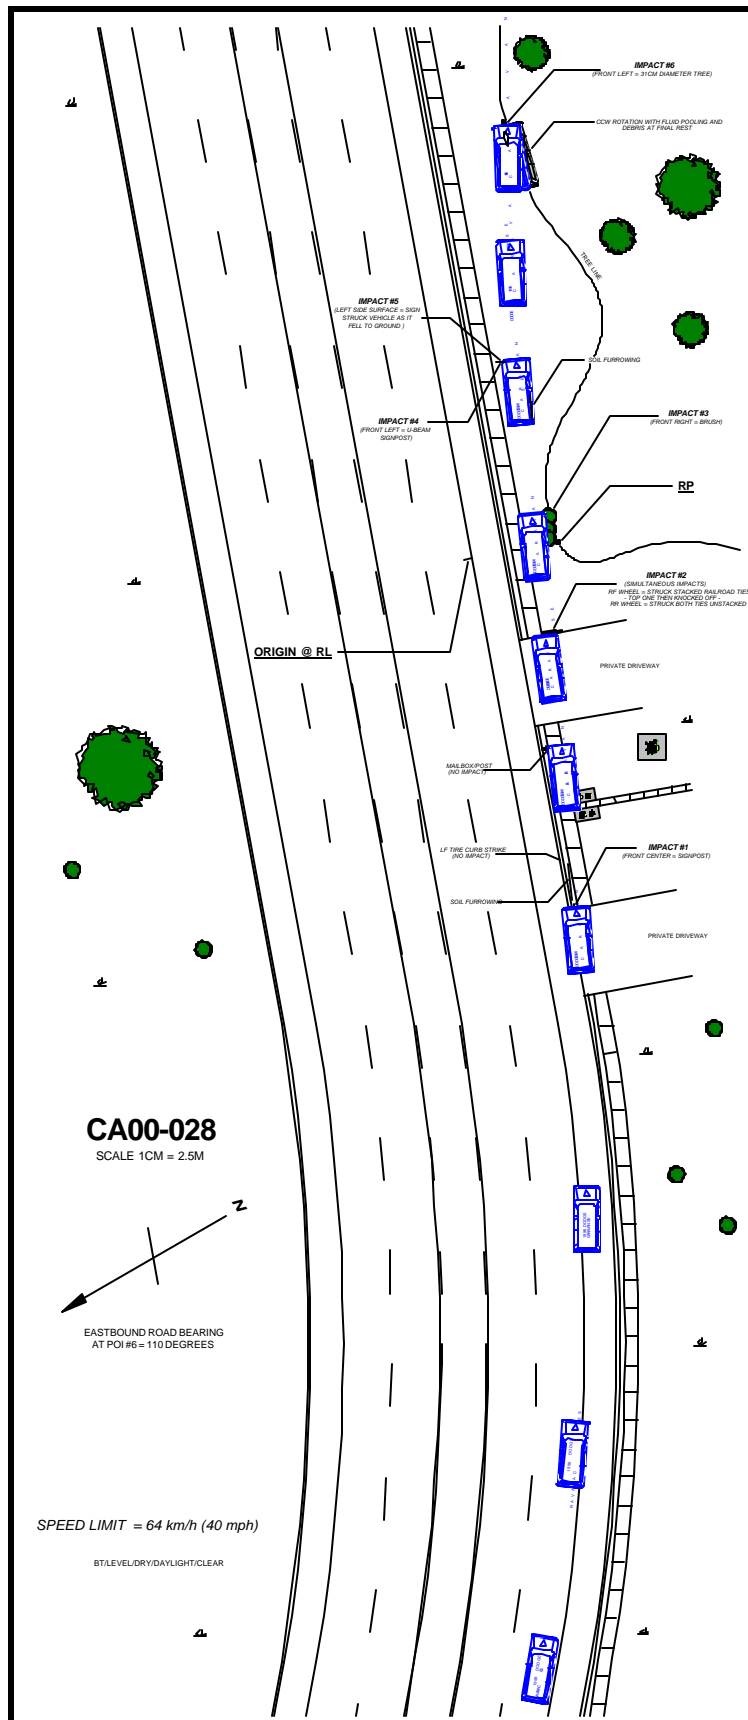 IMPACT #6
(FRONT LEFT = 31CM DIAMETER TREE)
CCW ROTATION WITH FLUID POOLING AND
DEBRIS AT FINAL REST
TREE LINE
IMPACT #5
(LEFT SIDE SURFACE = SIGN
STRUCK VEHICLE AS IT
FELL TO GROUND )
SOIL FURROWING
IMPACT #4
(FRONT LEFT = U-BEAM
SIGNPOST)
IMPACT #3
(FRONT RIGHT = BRUSH)
RP
IMPACT #2
(SIMULTANEOUS IMPACTS)
RF WHEEL = STRUCK STACKED RAILROAD TIES
- TOP ONE THEN KNOCKED OFF -
RR WHEEL = STRUCK BOTH TIES UNSTACKED
ORIGIN @ RL
PRIVATE DRIVEWAY
MAILBOX/POST
(NO IMPACT)
LF TIRE CURB STRIKE
(NO IMPACT)
IMPACT #1
(FRONT CENTER = SIGNPOST)
SOIL FURROWING
PRIVATE DRIVEWAY
CA00-028
SCALE 1CM = 2.5M
N
EASTBOUND ROAD BEARING
AT POI #6 = 110 DEGREES
SPEED LIMIT = 64 km/h (40 mph)
BT/LEVEL/DRY/DAYLIGHT/CLEAR